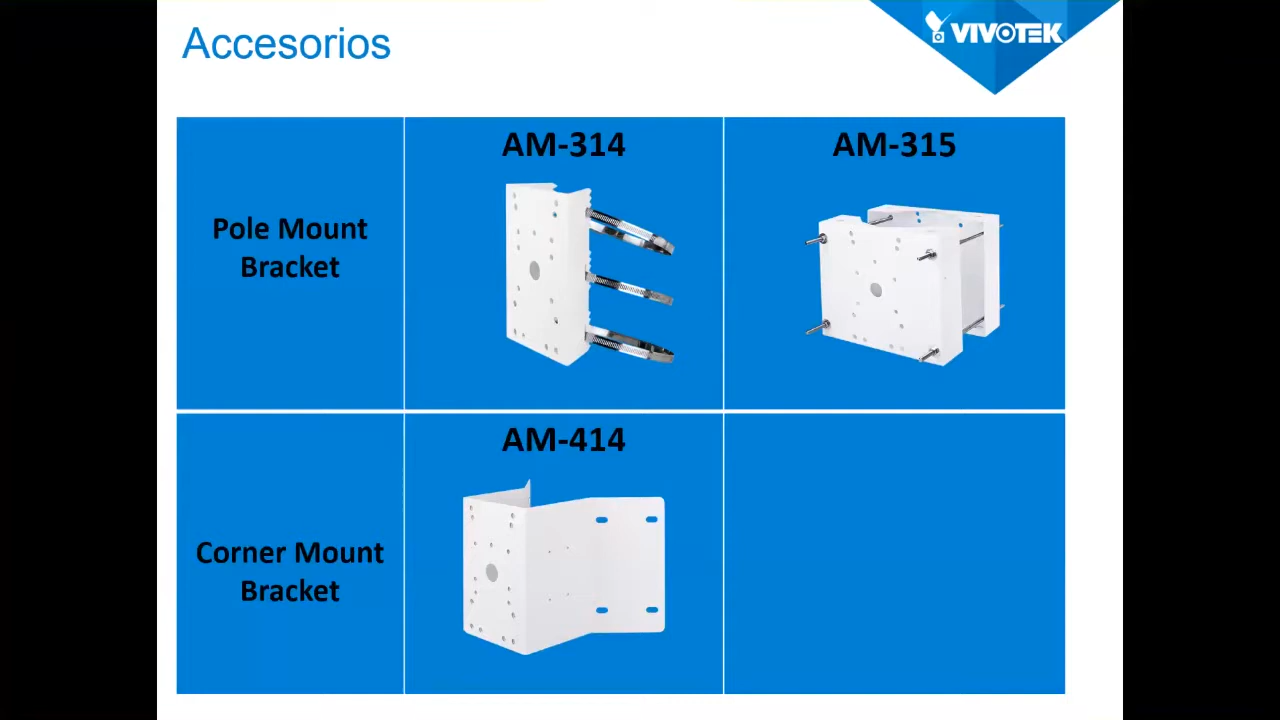 Accesorios
VIVOTEK
AM-314
AM-315
Pole Mount
Bracket
AM-414
Corner Mount
Bracket